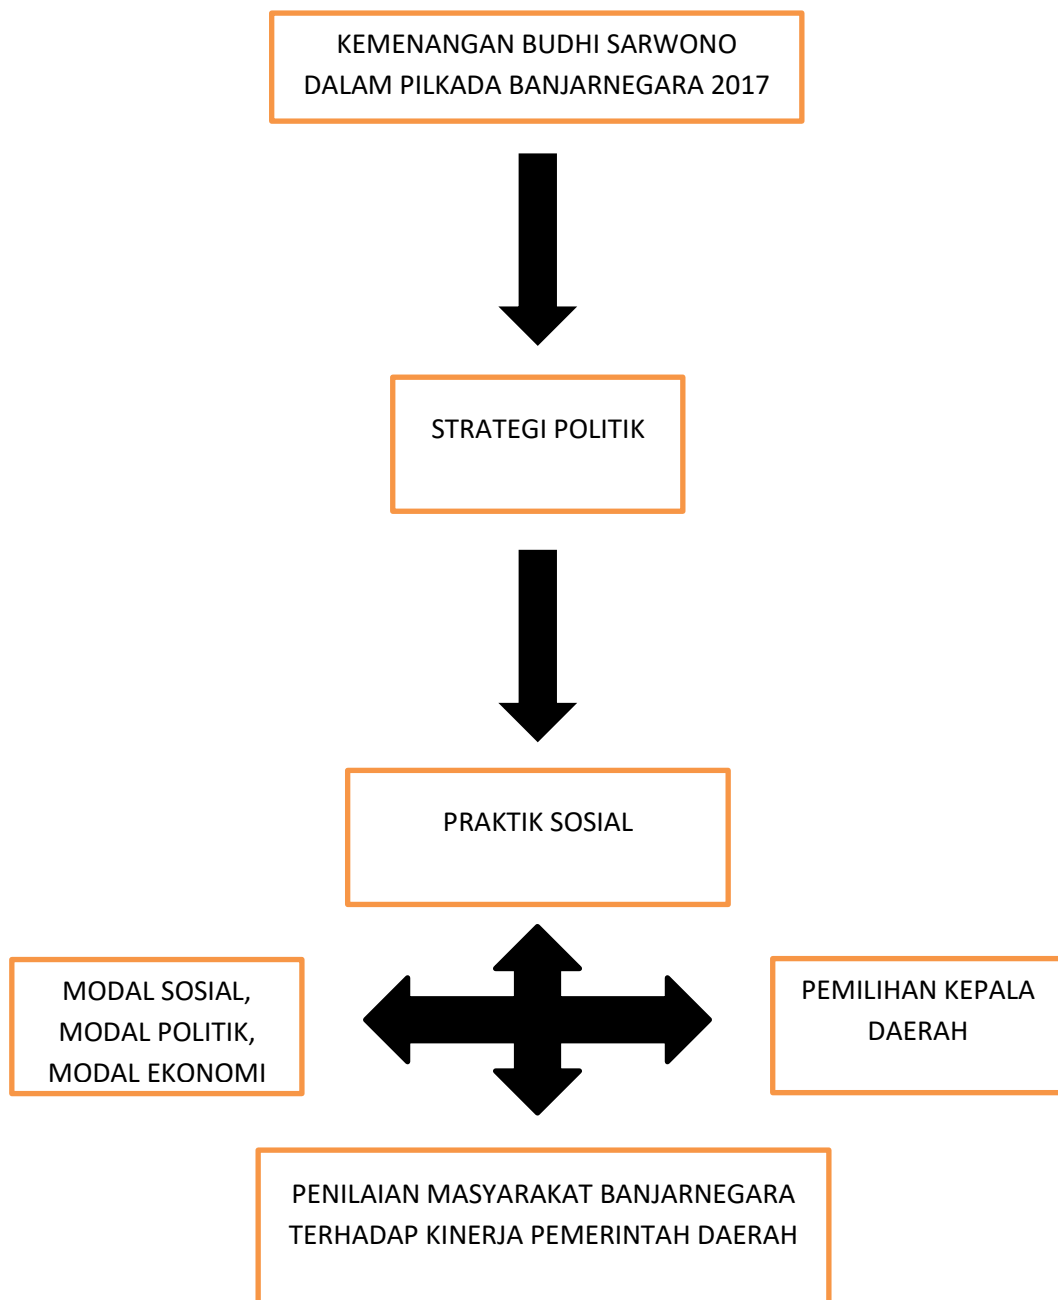 KEMENANGAN BUDHI SARWONO
DALAM PILKADA BANJARNEGARA 2017
STRATEGI POLITIK
PRAKTIK SOSIAL
MODAL SOSIAL,
MODAL POLITIK,
MODAL EKONOMI
PEMILIHAN KEPALA
DAERAH
PENILAIAN MASYARAKAT BANJARNEGARA
TERHADAP KINERJA PEMERINTAH DAERAH